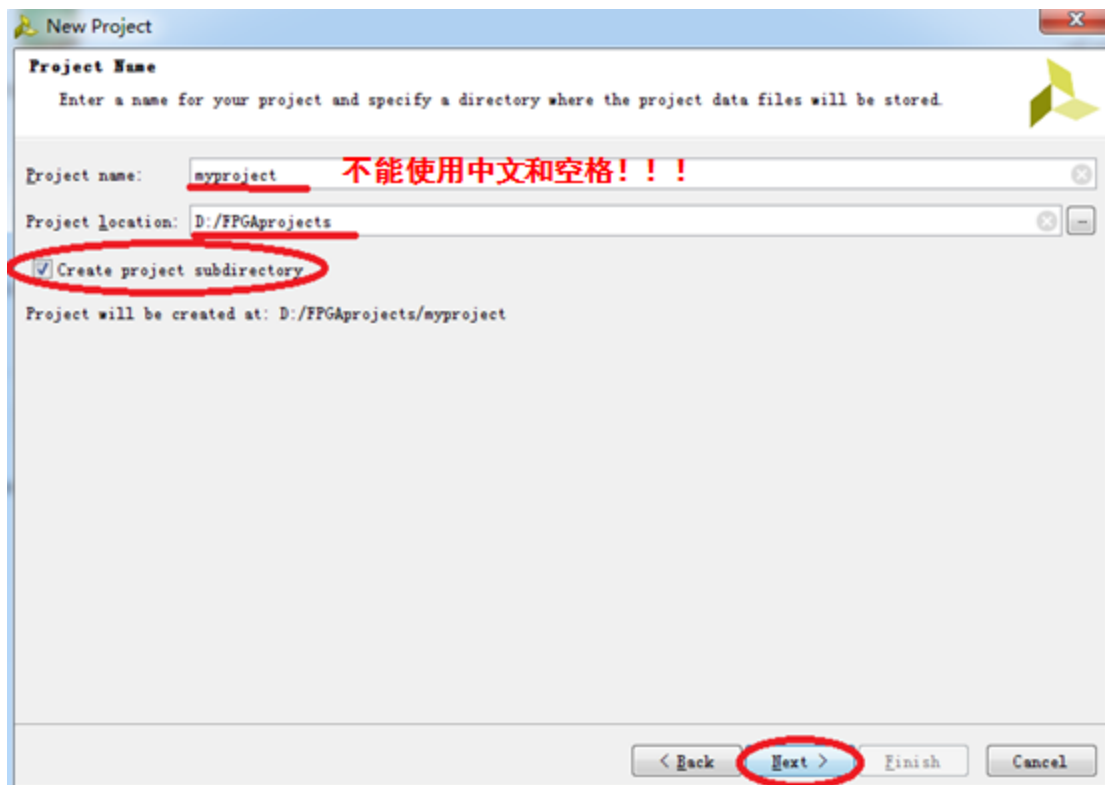 New Project
Project Name
Enter a name for your project and specify a directory where the project data files will be stored.
Project name: myproject 不能使用中文和空格！！！
Project location: D:/FPGAprojects
Create project subdirectory
Project will be created at: D:/FPGAprojects/myproject
< Back Next > Finish Cancel